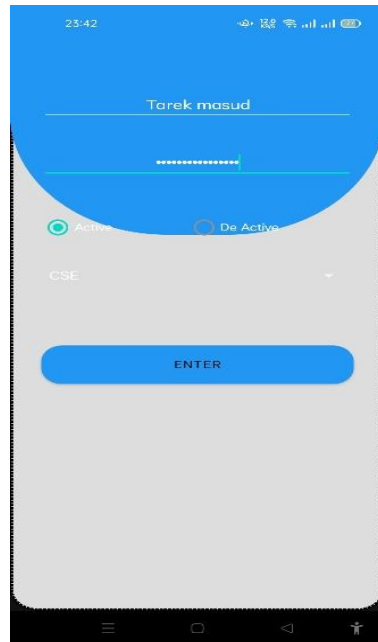 23:42
Tarek masud
••••••••••••••••
Active De Active
CSE
ENTER